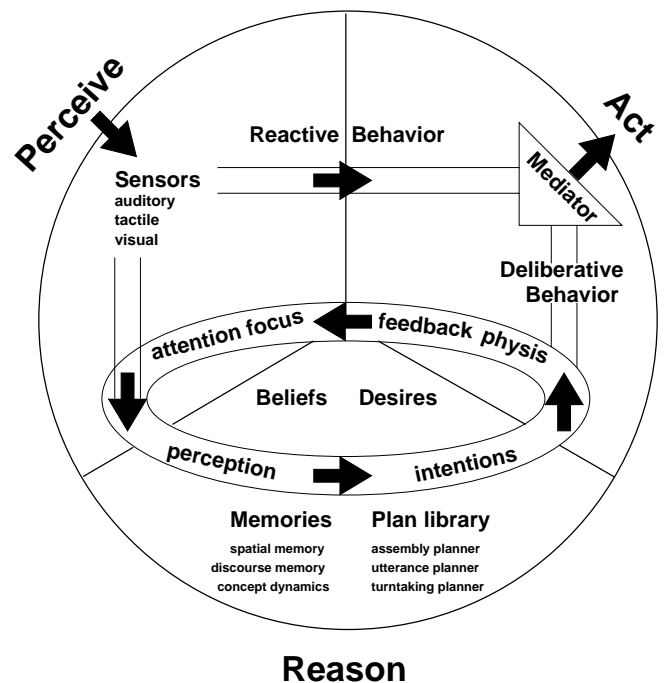 Perceive
Act
Reactive Behavior
Mediator
Sensors
auditory
tactile
visual
Deliberative
Behavior
attention focus
feedback physis
Beliefs
Desires
perception
intentions
Memories
spatial memory
discourse memory
concept dynamics
Plan library
assembly planner
utterance planner
turntaking planner
Reason